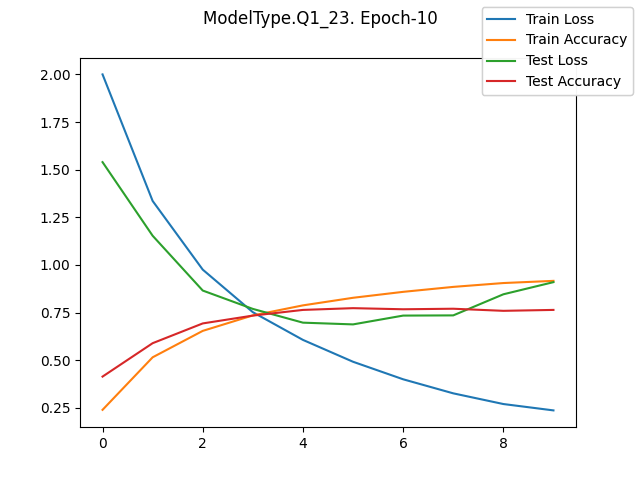 ModelType.Q1_23. Epoch-10
Train Loss
Train Accuracy
Test Loss
Test Accuracy
2.00
1.75
1.50
1.25
1.00
0.75
0.50
0.25
0 2 4 6 8